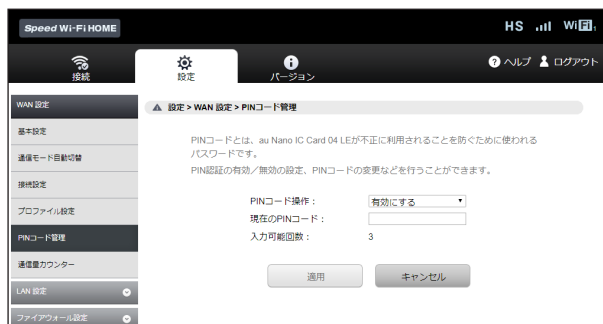 Speed Wi-Fi HOME
HS WiFi 1
接続
設定
バージョン
? ヘルプ ログアウト
WAN 設定
基本設定
通信モード自動切替
接続設定
プロファイル設定
PINコード管理
通信量カウンター
LAN 設定
ファイアウォール設定
設定 > WAN 設定 > PINコード管理
PINコードとは、au Nano IC Card 04 LEが不正に利用されることを防ぐために使われる
パスワードです。
PIN認証の有効/無効の設定、PINコードの変更などを行うことができます。
PINコード操作： 有効にする
現在のPINコード：
入力可能回数： 3
適用 キャンセル